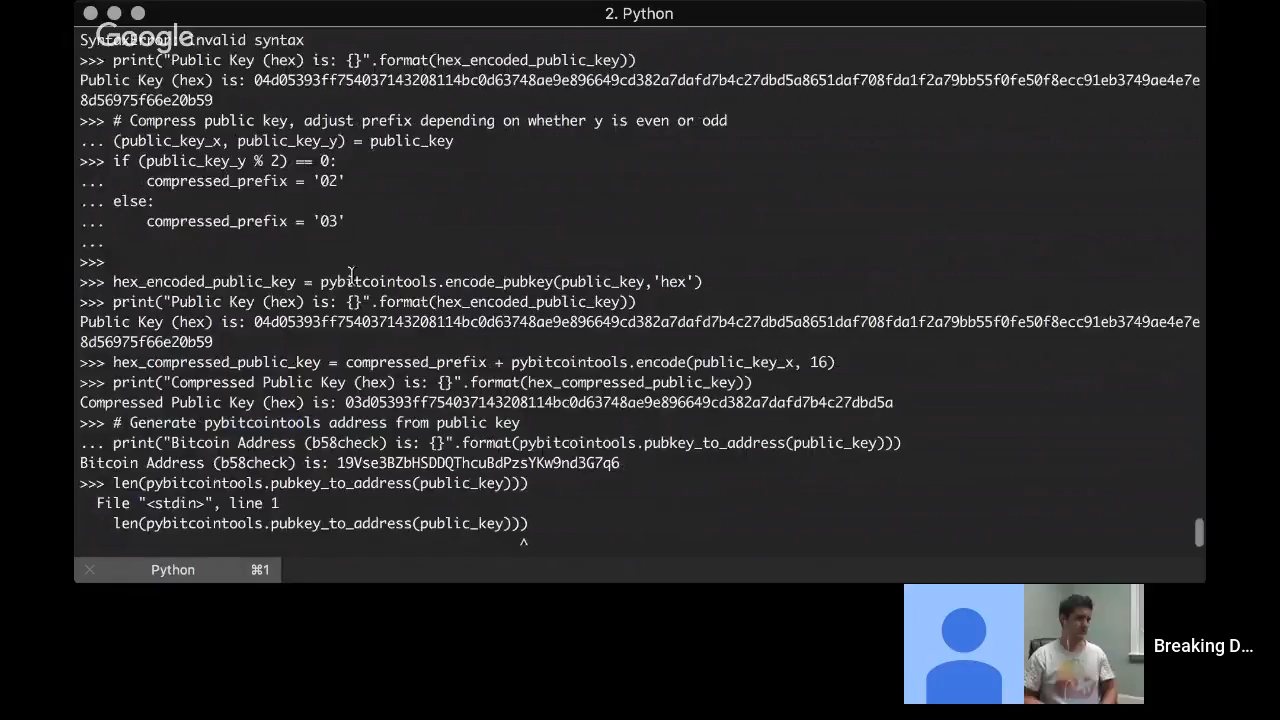 2. Python
Google
SyntaxError: invalid syntax
>>> print("Public Key (hex) is: {}".format(hex_encoded_public_key))
Public Key (hex) is: 04d05393ff754037143208114bc0d63748ae9e896649cd382a7dafd7b4c27dbd5a8651daf708fda1f2a79bb55f0fe50f8ecc91eb3749ae4e7e
8d56975f66e20b59
>>> # Compress public key, adjust prefix depending on whether y is even or odd
... (public_key_x, public_key_y) = public_key
>>> if (public_key_y % 2) == 0:
...     compressed_prefix = '02'
... else:
...     compressed_prefix = '03'
...
>>>
>>> hex_encoded_public_key = pybitcointools.encode_pubkey(public_key,'hex')
>>> print("Public Key (hex) is: {}".format(hex_encoded_public_key))
Public Key (hex) is: 04d05393ff754037143208114bc0d63748ae9e896649cd382a7dafd7b4c27dbd5a8651daf708fda1f2a79bb55f0fe50f8ecc91eb3749ae4e7e
8d56975f66e20b59
>>> hex_compressed_public_key = compressed_prefix + pybitcointools.encode(public_key_x, 16)
>>> print("Compressed Public Key (hex) is: {}".format(hex_compressed_public_key))
Compressed Public Key (hex) is: 03d05393ff754037143208114bc0d63748ae9e896649cd382a7dafd7b4c27dbd5a
>>> # Generate pybitcointools address from public key
... print("Bitcoin Address (b58check) is: {}".format(pybitcointools.pubkey_to_address(public_key)))
Bitcoin Address (b58check) is: 19Vse3BZbHSDDQThcuBdPzsYKw9nd3G7q6
>>> len(pybitcointools.pubkey_to_address(public_key)))
  File "<stdin>", line 1
    len(pybitcointools.pubkey_to_address(public_key)))
^
Python ⌘1
Breaking D...